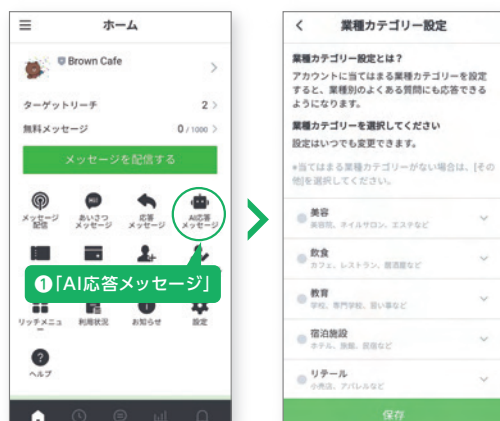 ホーム
Brown Cafe
ターゲットリーチ
2
無料メッセージ
0 / 1000
メッセージを配信する
メッセージ
配信
あいさつ
メッセージ
応答
メッセージ
AI応答
メッセージ
❶「AI応答メッセージ」
リッチメニュ
ー
利用状況
お知らせ
設定
ヘルプ
業種カテゴリー設定
業種カテゴリー設定とは？
アカウントに当てはまる業種カテゴリーを設定
すると、業種別のよくある質問にも応答できる
ようになります。
業種カテゴリーを選択してください
設定はいつでも変更できます。
*当てはまる業種カテゴリーがない場合は、[その
他]を選択してください。
美容
美容院、ネイルサロン、エステなど
飲食
カフェ、レストラン、居酒屋など
教育
学校、専門学校、習い事など
宿泊施設
ホテル、旅館、民宿など
リテール
小売店、アパレルなど
保存